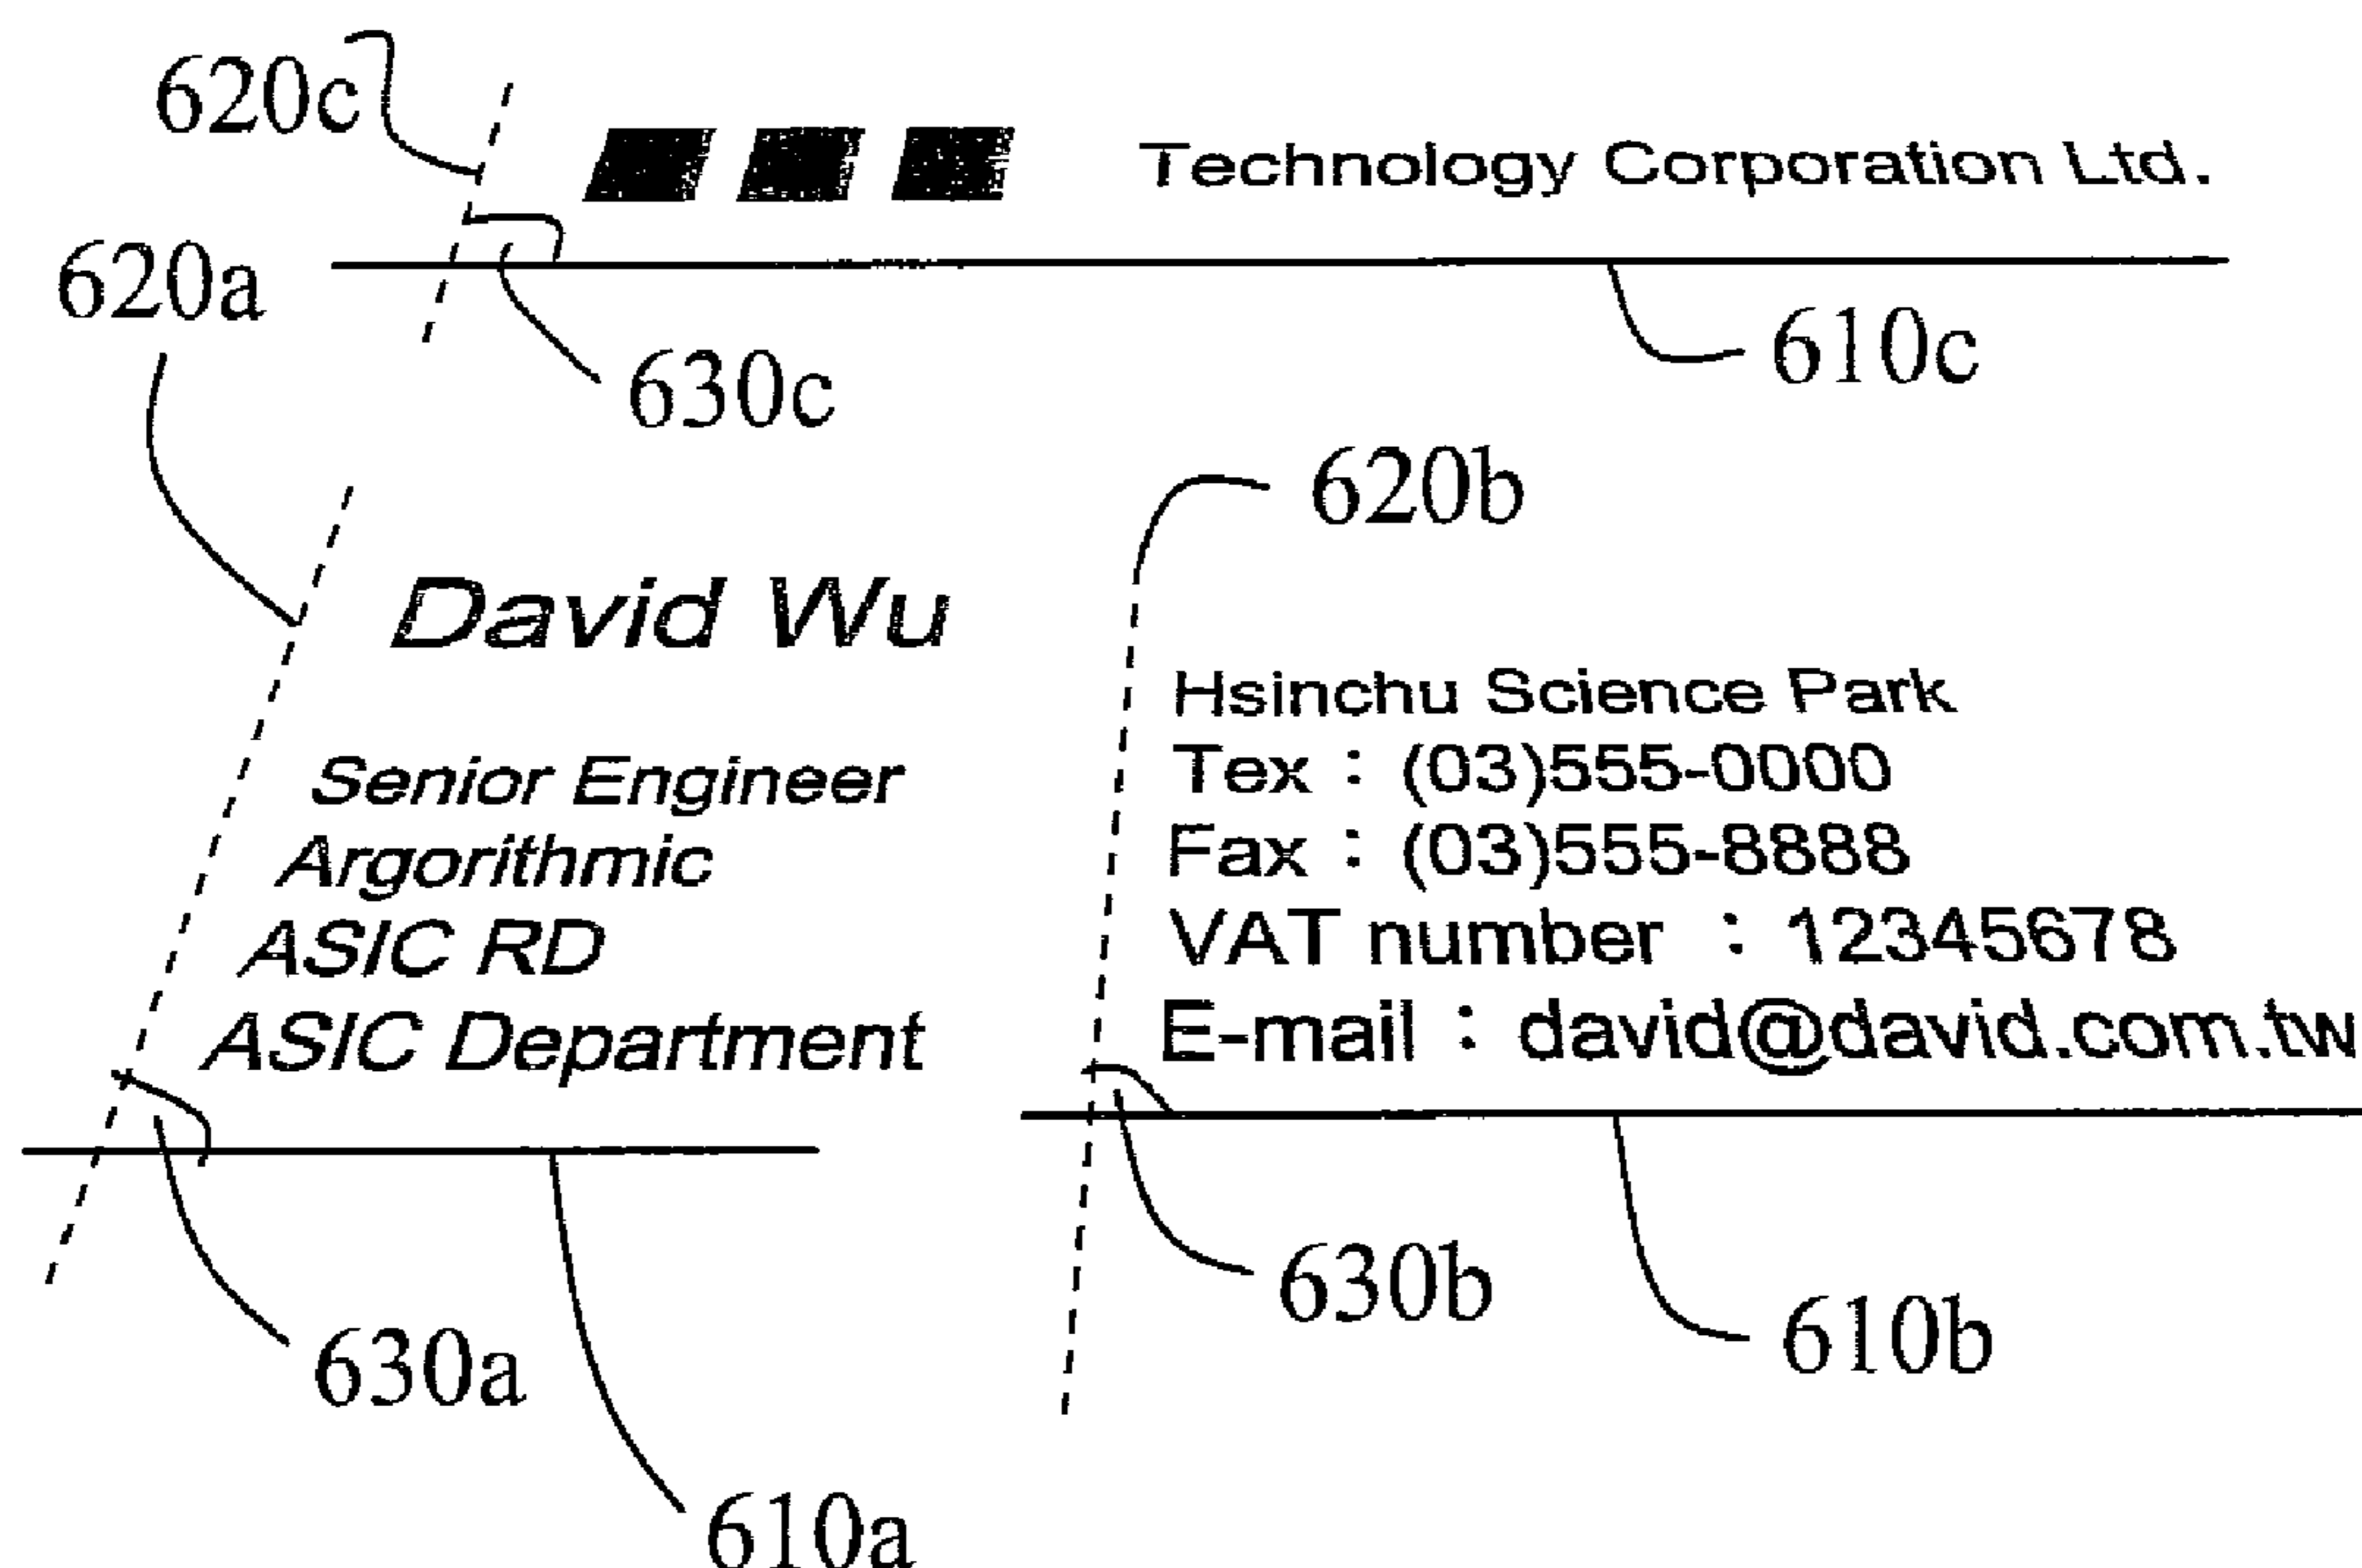 620c
Technology Corporation Ltd.
620a
630c
610c
620b
David Wu
Hsinchu Science Park
Senior Engineer
Tex : (03)555-0000
Argorithmic
Fax : (03)555-8888
ASIC RD
VAT number : 12345678
ASIC Department
E-mail : david@david.com.tw
630b
610b
630a
610a